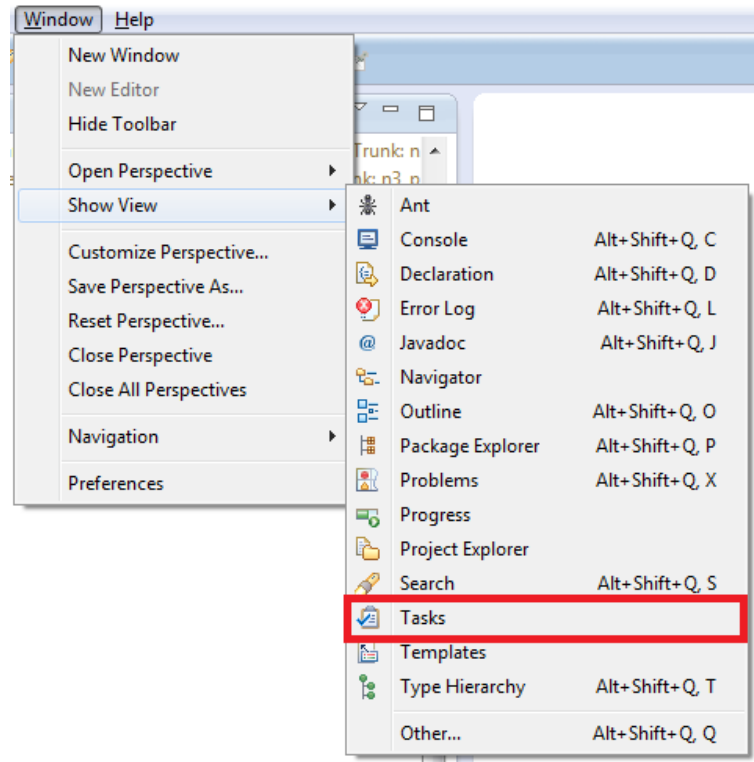 Window Help
New Window
New Editor
Hide Toolbar
Open Perspective
Show View
Customize Perspective...
Save Perspective As...
Reset Perspective...
Close Perspective
Close All Perspectives
Navigation
Preferences
Trunk: n
nk: n3_p
Ant
Console Alt+Shift+Q, C
Declaration Alt+Shift+Q, D
Error Log Alt+Shift+Q, L
Javadoc Alt+Shift+Q, J
Navigator
Outline Alt+Shift+Q, O
Package Explorer Alt+Shift+Q, P
Problems Alt+Shift+Q, X
Progress
Project Explorer
Search Alt+Shift+Q, S
Tasks
Templates
Type Hierarchy Alt+Shift+Q, T
Other... Alt+Shift+Q, Q